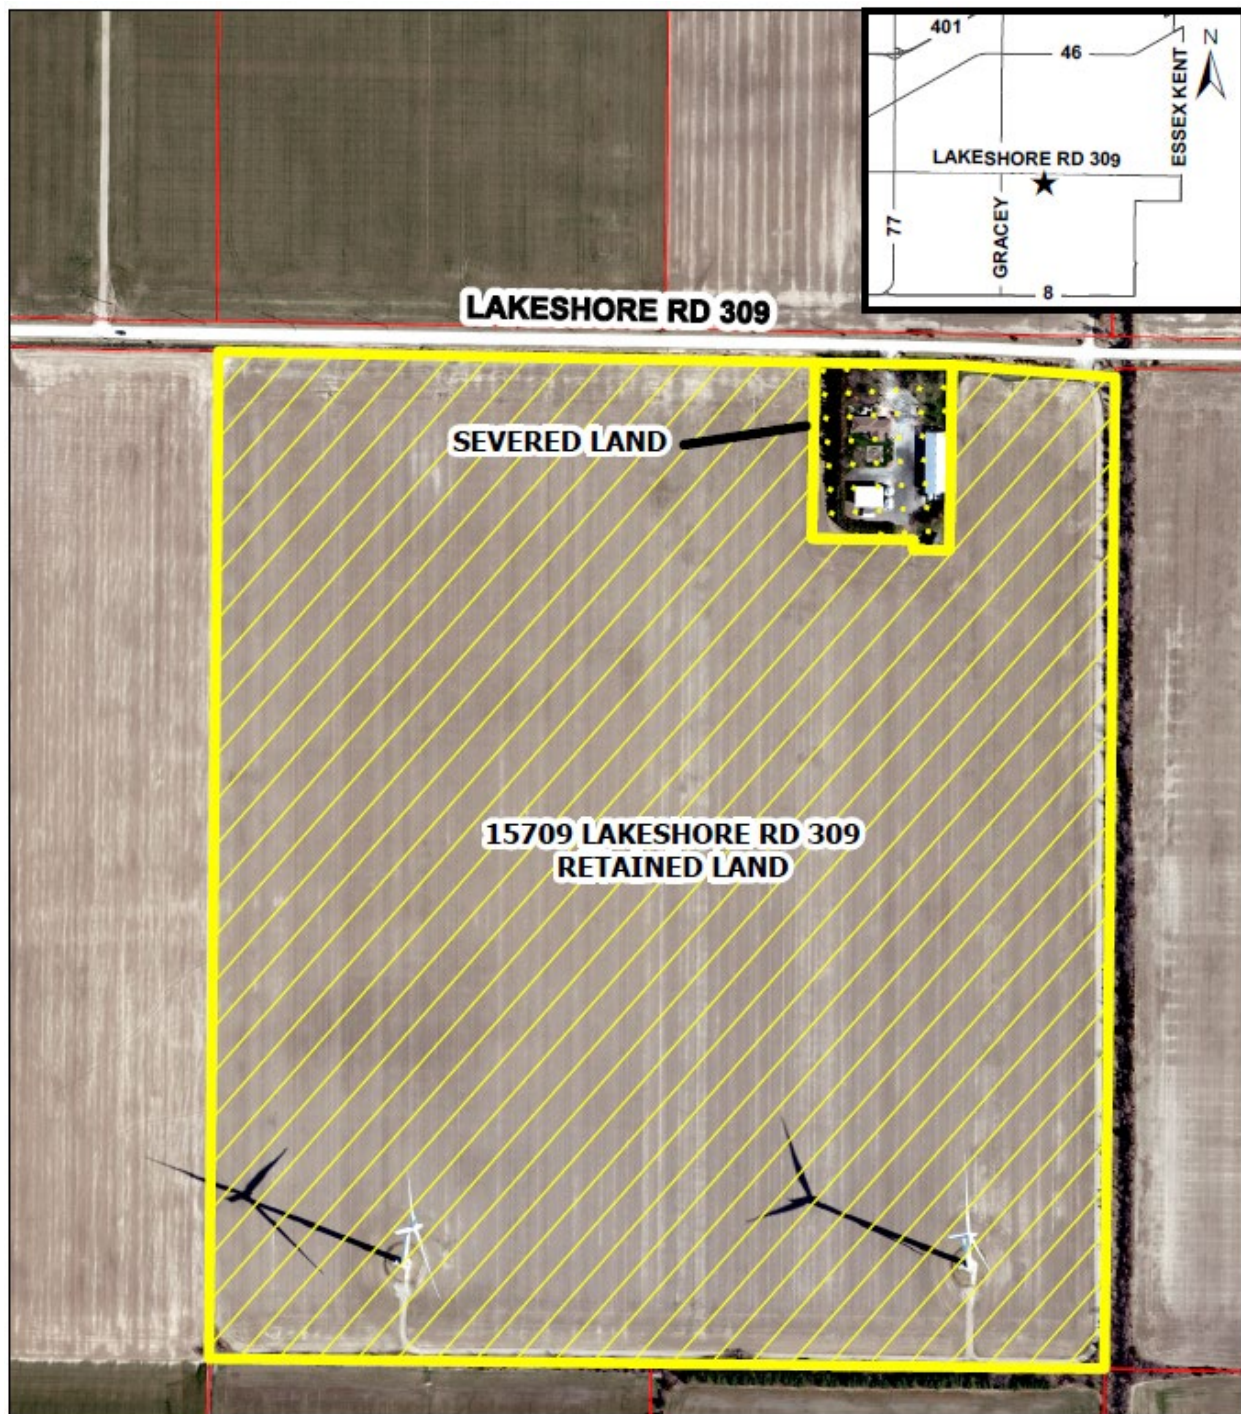 401
46
N
ESSEX KENT
LAKESHORE RD 309
77
GRACEY
8
LAKESHORE RD 309
SEVERED LAND
15709 LAKESHORE RD 309
RETAINED LAND